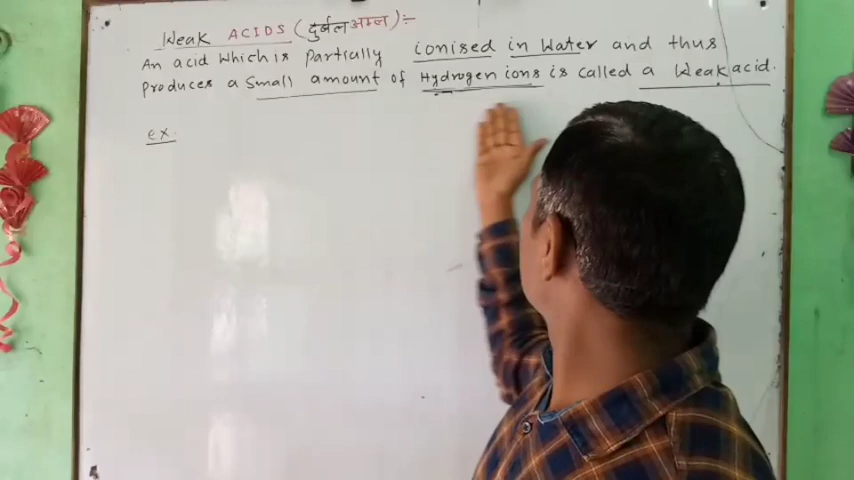 Weak ACIDS (दुर्बल अम्ल):-
An acid which is Partially ionised in Water and thus
produces a Small amount of Hydrogen ions is called a Weak acid.
ex.